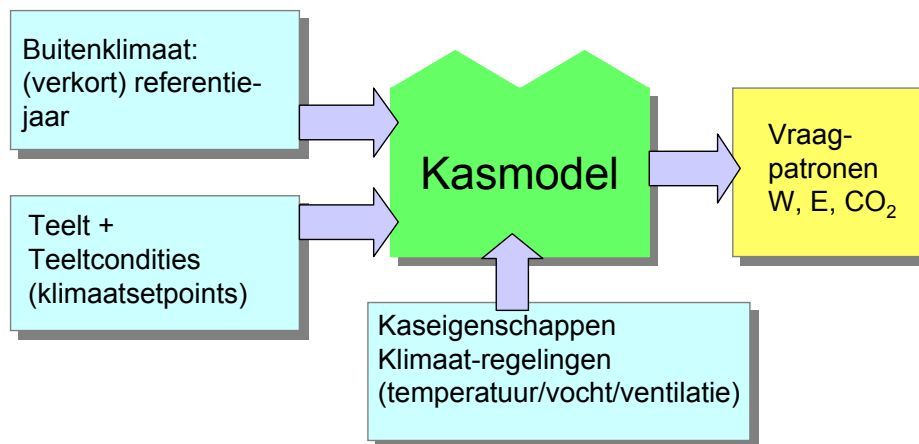 Buitenklimaat:
(verkort) referentie-
jaar
Teelt +
Teeltcondities
(klimaatsetpoints)
Kasmodel
Kaseigenschappen
Klimaat-regelingen
(temperatuur/vocht/ventilatie)
Vraag-
patronen
W, E, CO₂